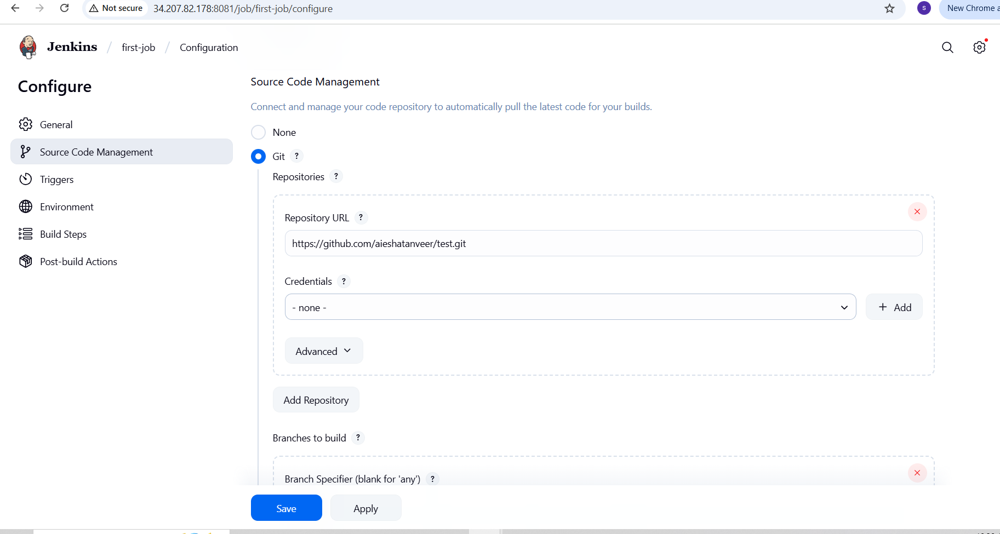 Not secure 34.207.82.178:8081/job/first-job/configure S New Chrome a
Jenkins / first-job / Configuration
Configure
General
Source Code Management
Triggers
Environment
Build Steps
Post-build Actions
Source Code Management
Connect and manage your code repository to automatically pull the latest code for your builds.
None
Git ?
Repositories ?
Repository URL ?
https://github.com/aieshatanveer/test.git
Credentials ?
- none -
+ Add
Advanced
Add Repository
Branches to build ?
Branch Specifier (blank for 'any') ?
Save
Apply